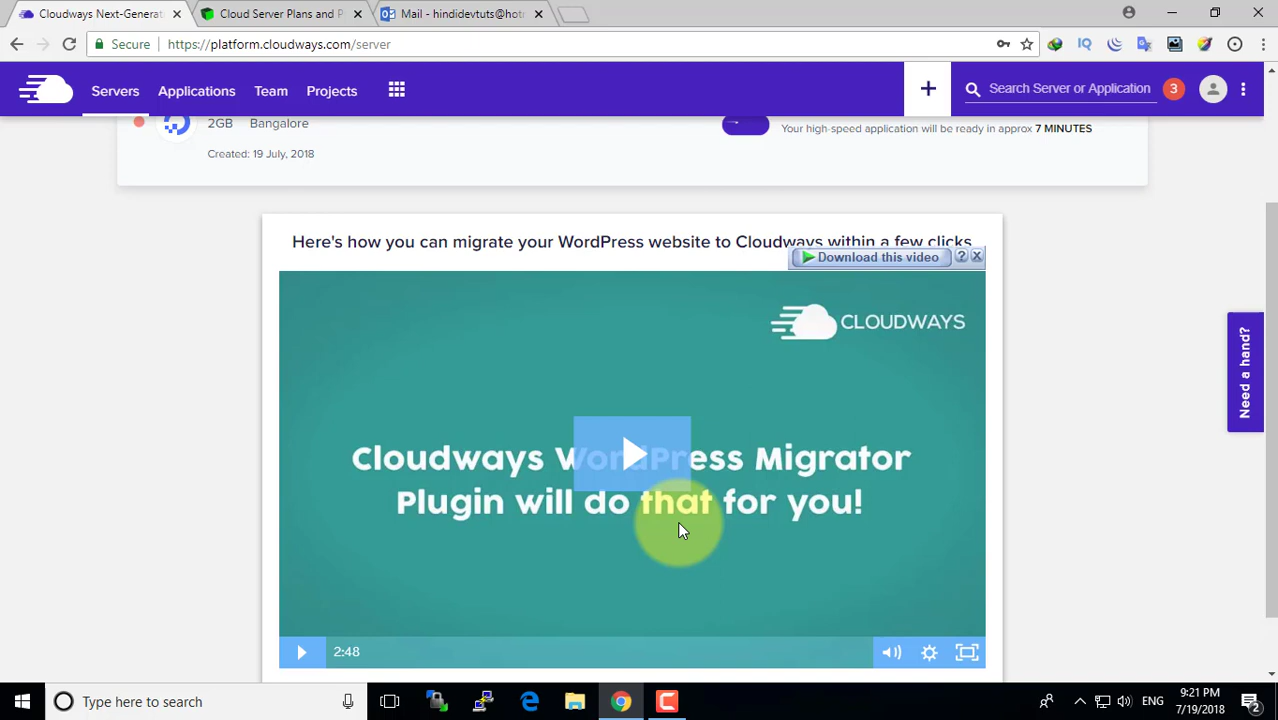 Cloudways Next-Generat
Cloud Server Plans and P
Mail - hindidevtuts@hot
Secure
https://platform.cloudways.com/server
Servers
Applications
Team
Projects
+
Search Server or Application
3
2GB
Bangalore
Your high-speed application will be ready in approx 7 MINUTES
Created: 19 July, 2018
Here's how you can migrate your WordPress website to Cloudways within a few clicks
Download this video
?
CLOUDWAYS
Cloudways WordPress Migrator
Plugin will do that for you!
2:48
Need a hand?
Type here to search
ENG
9:21 PM
7/19/2018
2
IQ